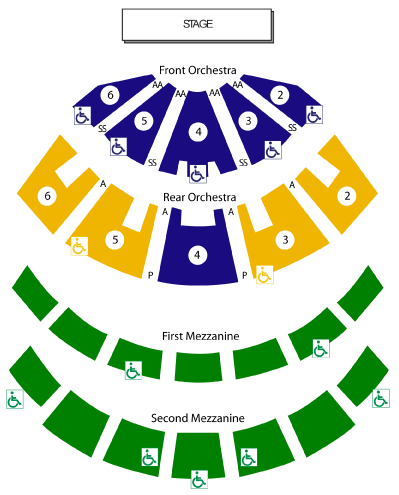 STAGE
Front Orchestra
6 AA AA AA AA 2
5 4 3
SS SS
SS SS
Rear Orchestra
6 A A 2
A A
5 4 3
P P
First Mezzanine
Second Mezzanine